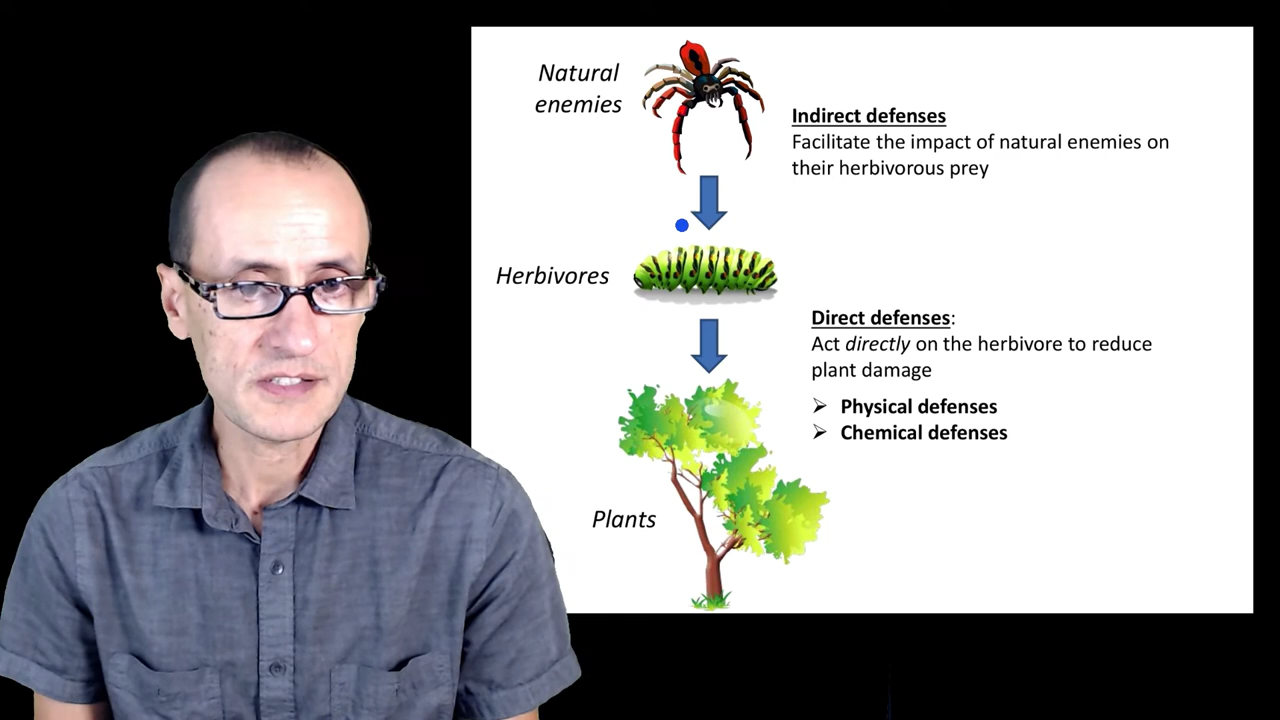 Natural
enemies
Indirect defenses
Facilitate the impact of natural enemies on
their herbivorous prey
Herbivores
Direct defenses:
Act directly on the herbivore to reduce
plant damage
➢ Physical defenses
➢ Chemical defenses
Plants